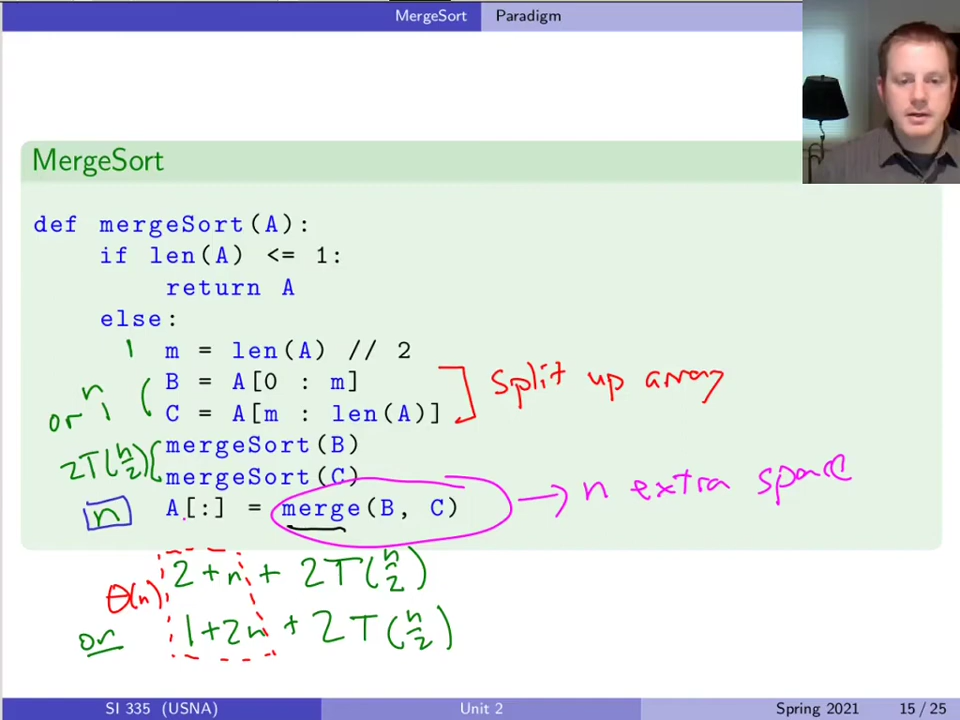 MergeSort Paradigm
MergeSort
def mergeSort(A):
if len(A) <= 1:
return A
else:
1 m = len(A) // 2
n or 1 ( B = A[0 : m]
C = A[m : len(A)] ] split up array
2T(n/2) { mergeSort(B)
mergeSort(C)
n A[:] = merge(B, C) → n extra space
Θ(n) 2 + n + 2T(n/2)
or 1 + 2n + 2T(n/2)
SI 335 (USNA) Unit 2 Spring 2021 15 / 25